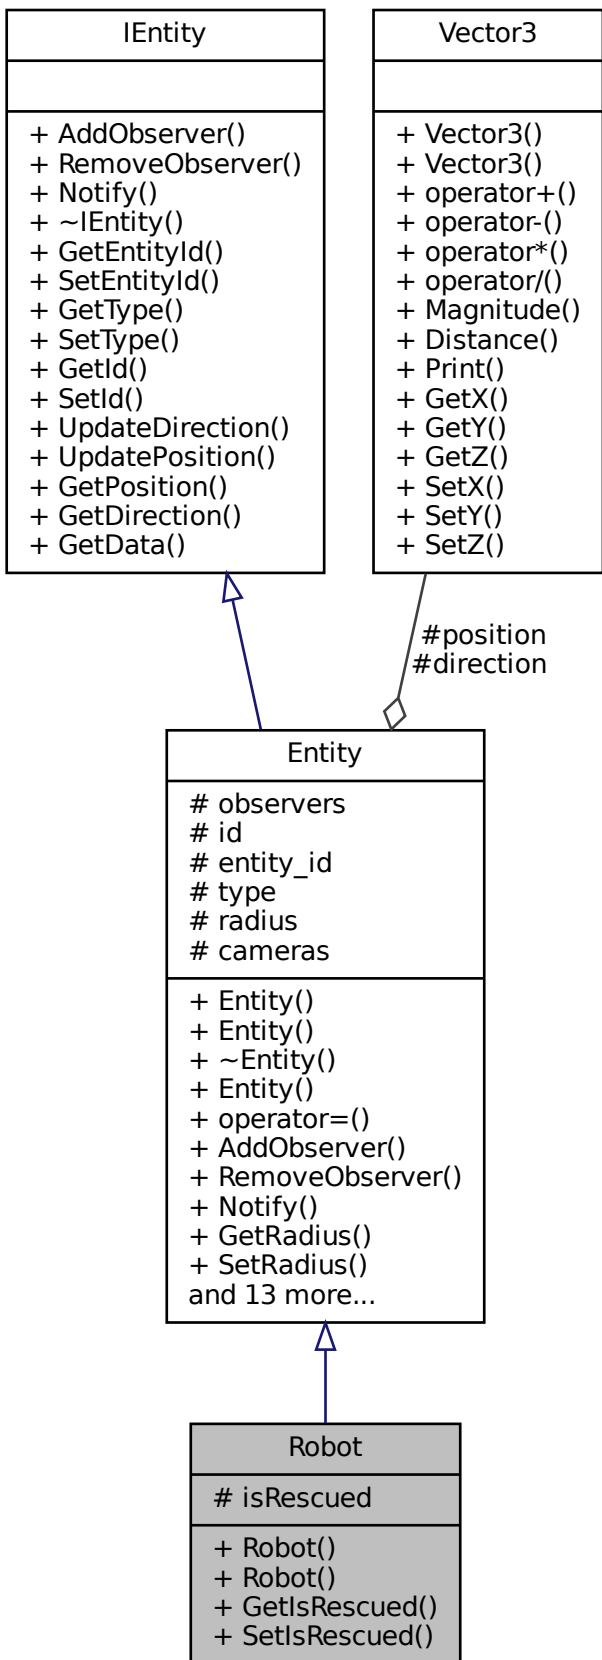 IEntity
+ AddObserver()
+ RemoveObserver()
+ Notify()
+ ~IEntity()
+ GetEntityId()
+ SetEntityId()
+ GetType()
+ SetType()
+ GetId()
+ SetId()
+ UpdateDirection()
+ UpdatePosition()
+ GetPosition()
+ GetDirection()
+ GetData()
Vector3
+ Vector3()
+ Vector3()
+ operator+()
+ operator-()
+ operator*()
+ operator/()
+ Magnitude()
+ Distance()
+ Print()
+ GetX()
+ GetY()
+ GetZ()
+ SetX()
+ SetY()
+ SetZ()
#position
#direction
Entity
# observers
# id
# entity_id
# type
# radius
# cameras
+ Entity()
+ Entity()
+ ~Entity()
+ Entity()
+ operator=()
+ AddObserver()
+ RemoveObserver()
+ Notify()
+ GetRadius()
+ SetRadius()
and 13 more...
Robot
# isRescued
+ Robot()
+ Robot()
+ GetIsRescued()
+ SetIsRescued()